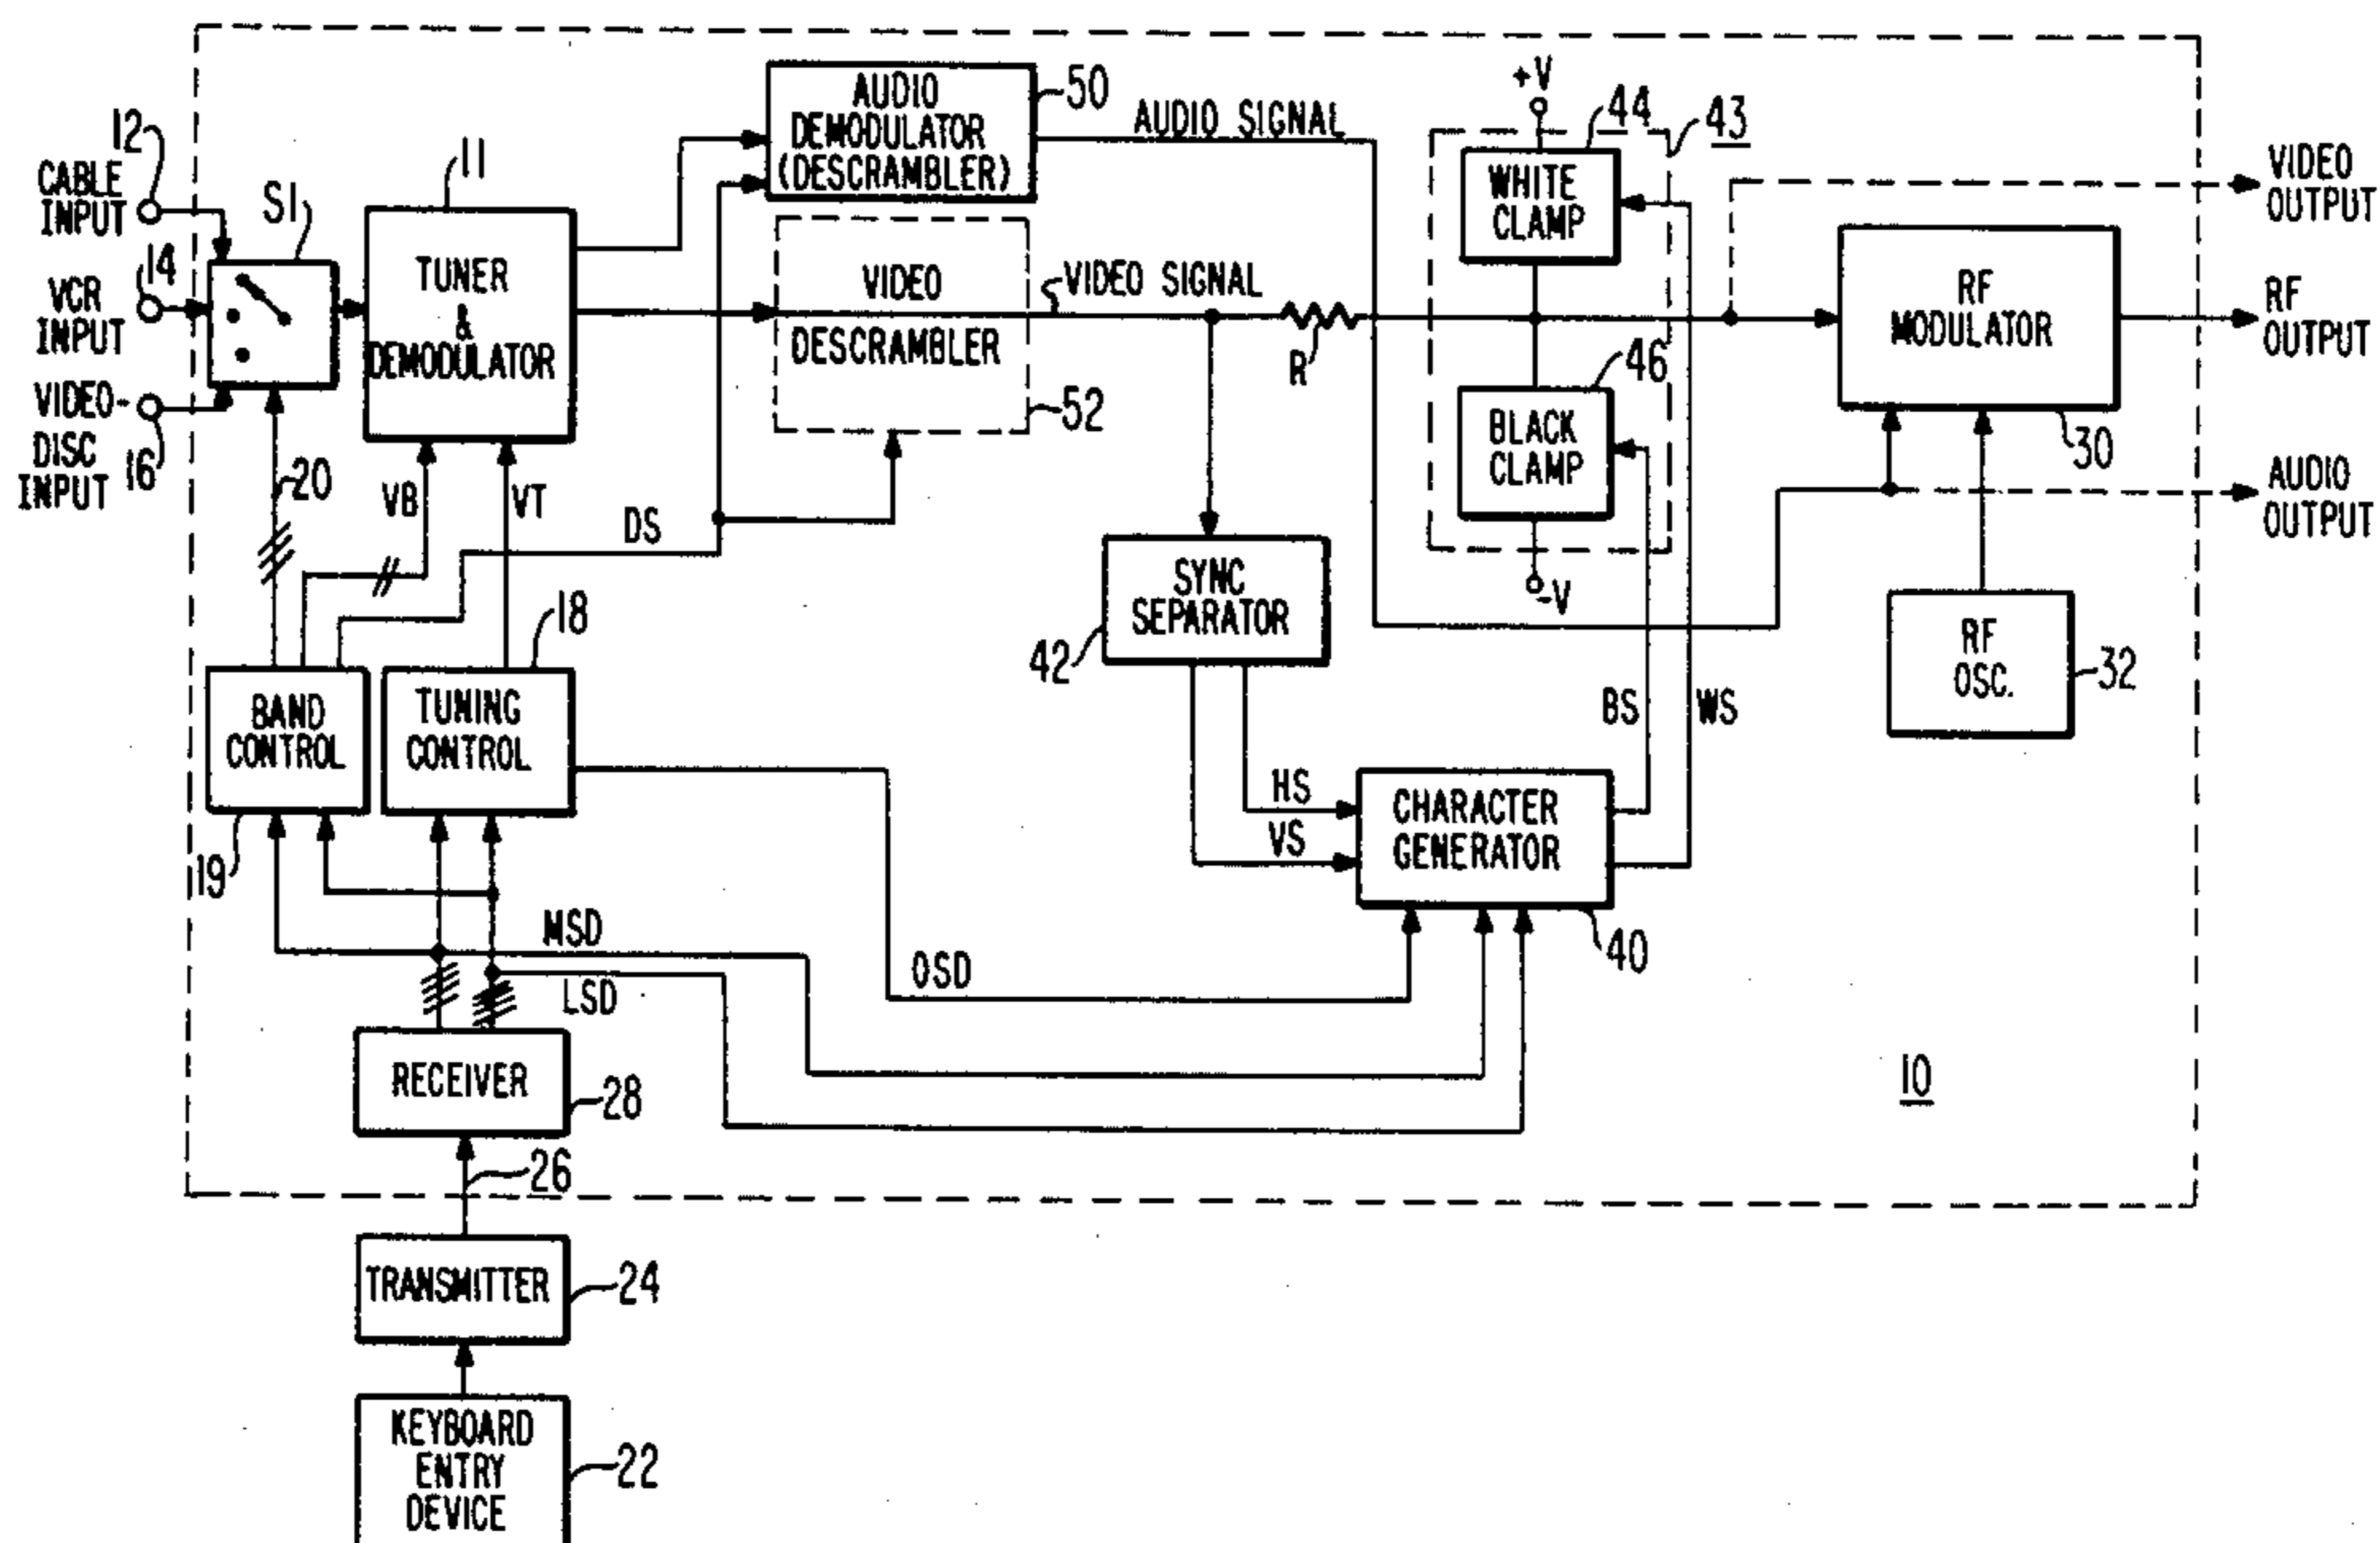 12
CABLE
INPUT
14
VCR
INPUT
VIDEO-
DISC
INPUT
16
S1
11
TUNER
&
DEMODULATOR
20
VB
VT
DS
AUDIO
DEMODULATOR
(DESCRAMBLER)
50
AUDIO SIGNAL
VIDEO
DESCRAMBLER
52
VIDEO SIGNAL
R
+V
44
43
WHITE
CLAMP
46
BLACK
CLAMP
-V
RF
MODULATOR
30
VIDEO
OUTPUT
RF
OUTPUT
AUDIO
OUTPUT
RF
OSC.
32
SYNC
SEPARATOR
42
BS
WS
HS
VS
CHARACTER
GENERATOR
40
BAND
CONTROL
19
TUNING
CONTROL
18
MSD
LSD
OSD
RECEIVER
28
10
26
TRANSMITTER
24
KEYBOARD
ENTRY
DEVICE
22